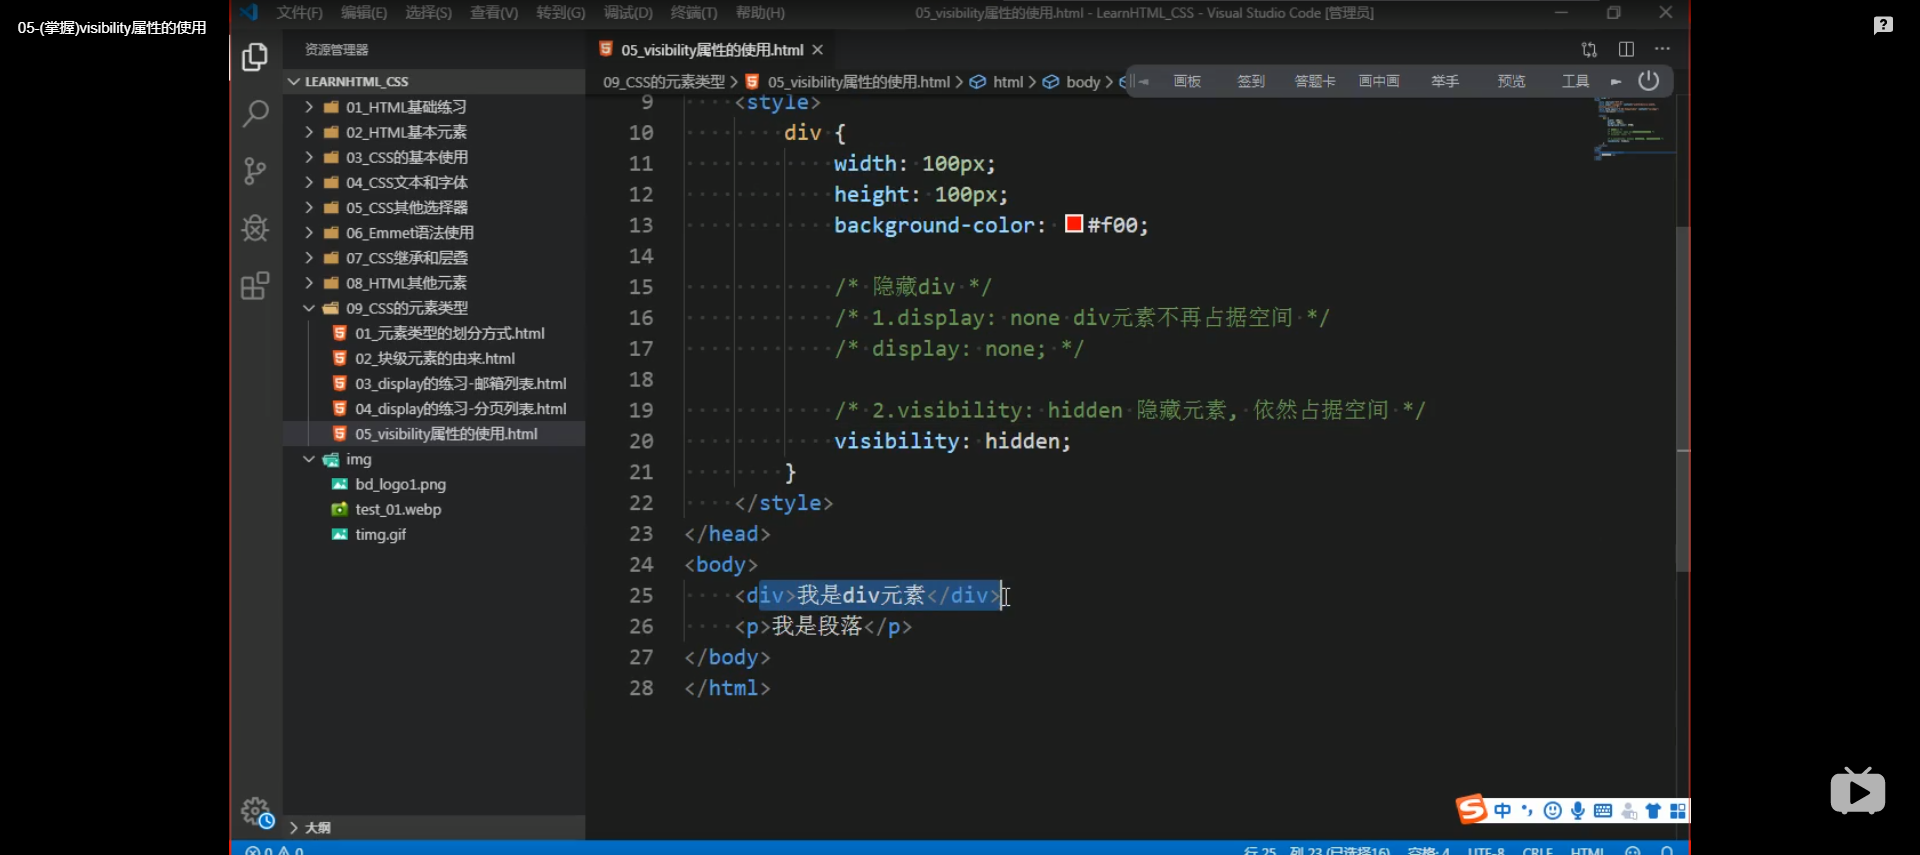 05-(掌握)visibility属性的使用
文件(F) 编辑(E) 选择(S) 查看(V) 转到(G) 调试(D) 终端(T) 帮助(H) 05_visibility属性的使用.html - LearnHTML_CSS - Visual Studio Code [管理员]
资源管理器
05_visibility属性的使用.html
LEARNHTML_CSS
09_CSS的元素类型 > 05_visibility属性的使用.html > html > body >
画板 签到 答题卡 画中画 举手 预览 工具
01_HTML基础练习
02_HTML基本元素
03_CSS的基本使用
04_CSS文本和字体
05_CSS其他选择器
06_Emmet语法使用
07_CSS继承和层叠
08_HTML其他元素
09_CSS的元素类型
01_元素类型的划分方式.html
02_块级元素的由来.html
03_display的练习-邮箱列表.html
04_display的练习-分页列表.html
05_visibility属性的使用.html
img
bd_logo1.png
test_01.webp
timg.gif
大纲
9 <style>
10 div {
11 width: 100px;
12 height: 100px;
13 background-color: #f00;
14
15 /* 隐藏div */
16 /* 1.display: none div元素不再占据空间 */
17 /* display: none; */
18
19 /* 2.visibility: hidden 隐藏元素, 依然占据空间 */
20 visibility: hidden;
21 }
22 </style>
23 </head>
24 <body>
25 <div>我是div元素</div>
26 <p>我是段落</p>
27 </body>
28 </html>
中
0 0 行 25, 列 23 (已选择16) 空格: 4 UTF-8 CRLF HTML